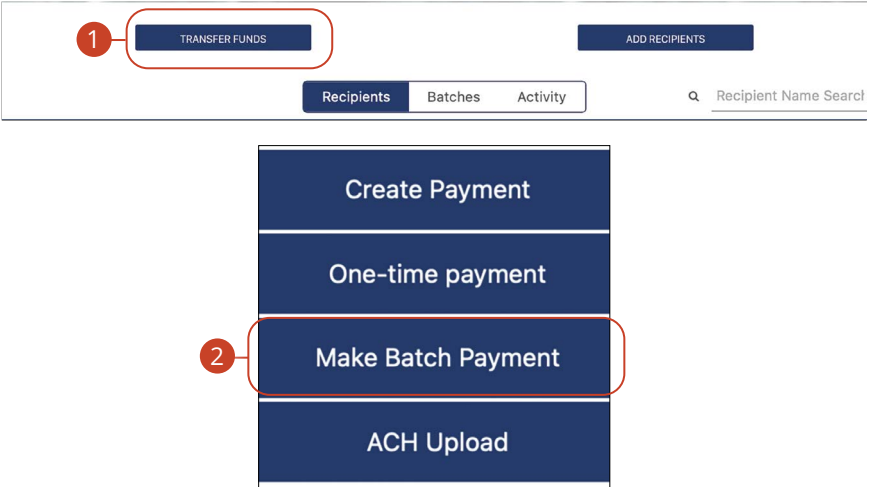 1
TRANSFER FUNDS
ADD RECIPIENTS
Recipients
Batches
Activity
Recipient Name Search
Create Payment
One-time payment
2
Make Batch Payment
ACH Upload